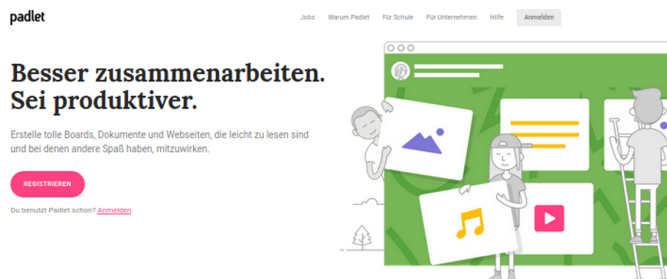 padlet
Jobs Warum Padlet Für Schule Für Unternehmen Hilfe Anmelden
Besser zusammenarbeiten.
Sei produktiver.
Erstelle tolle Boards, Dokumente und Webseiten, die leicht zu lesen sind
und bei denen andere Spaß haben, mitzuwirken.
REGISTRIEREN
Du benutzt Padlet schon? Anmelden.